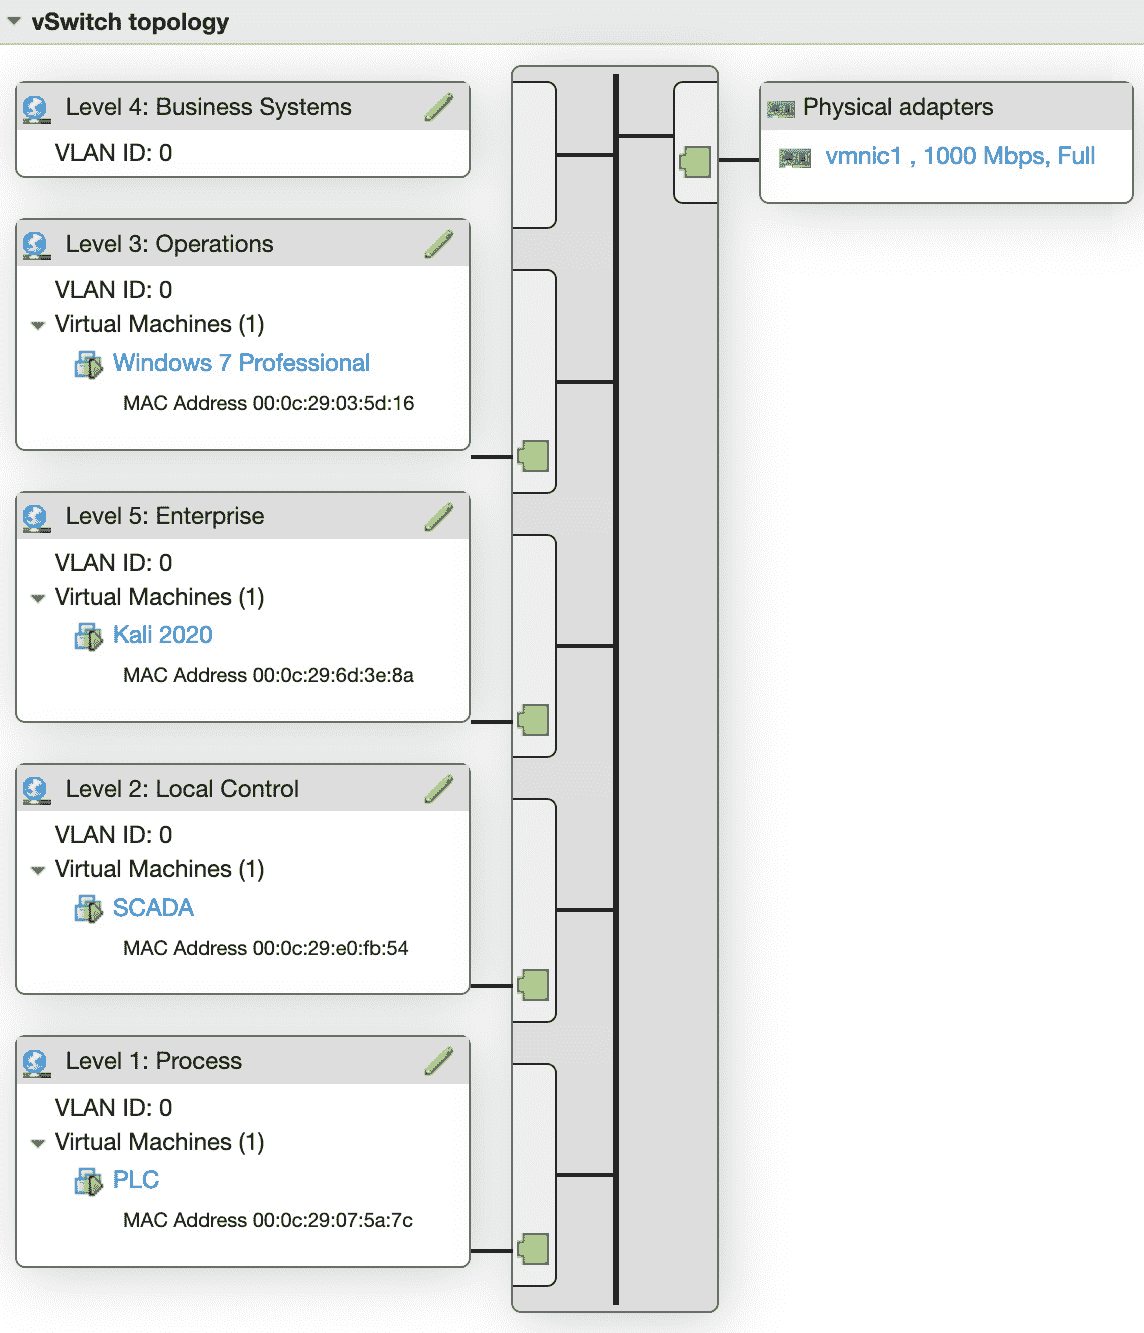 vSwitch topology
Level 4: Business Systems
VLAN ID: 0
Physical adapters
vmnic1 , 1000 Mbps, Full
Level 3: Operations
VLAN ID: 0
Virtual Machines (1)
Windows 7 Professional
MAC Address 00:0c:29:03:5d:16
Level 5: Enterprise
VLAN ID: 0
Virtual Machines (1)
Kali 2020
MAC Address 00:0c:29:6d:3e:8a
Level 2: Local Control
VLAN ID: 0
Virtual Machines (1)
SCADA
MAC Address 00:0c:29:e0:fb:54
Level 1: Process
VLAN ID: 0
Virtual Machines (1)
PLC
MAC Address 00:0c:29:07:5a:7c